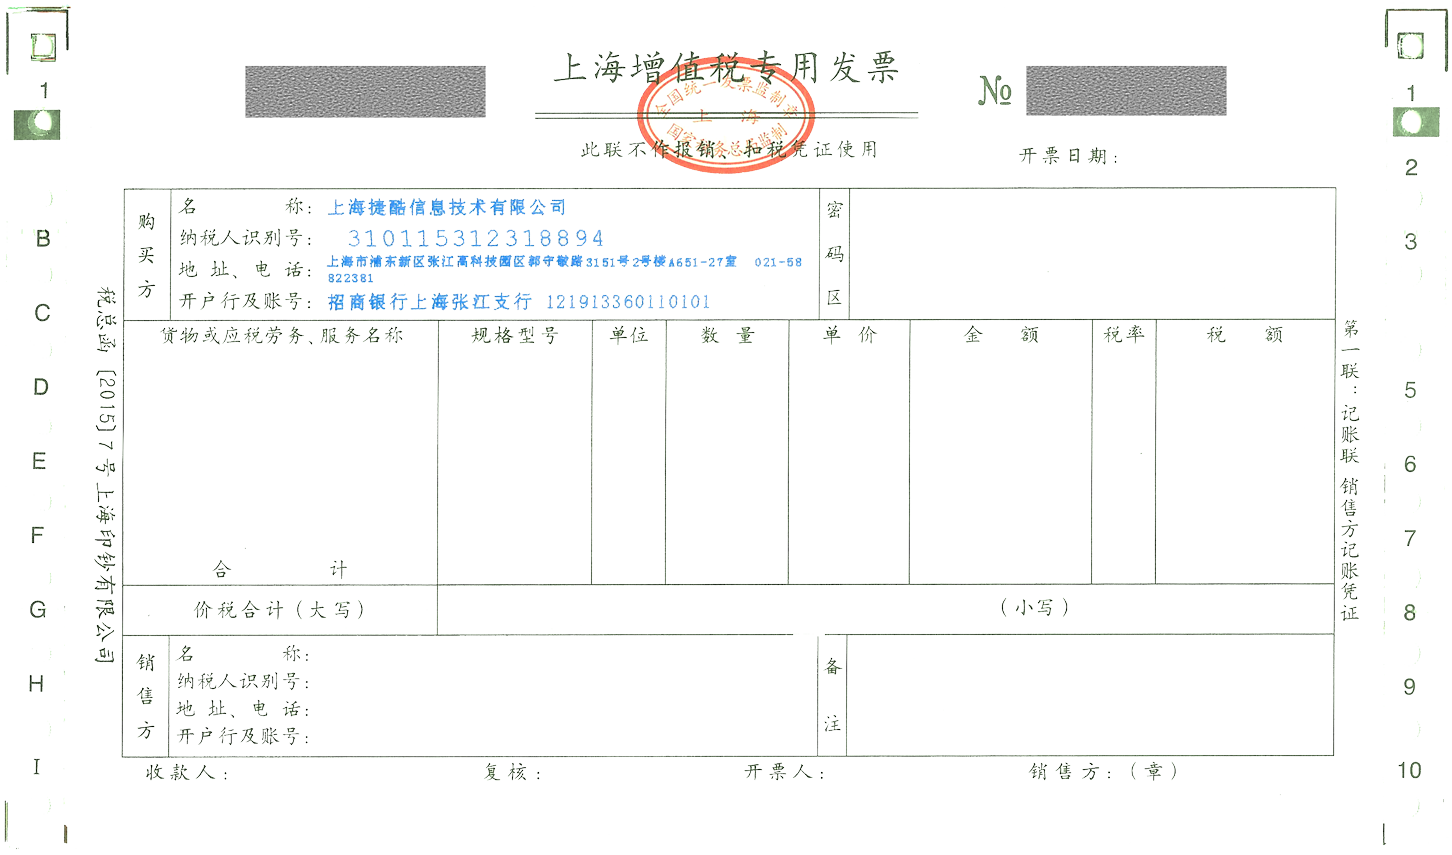 上海增值税专用发票
全国统一发票监制章
上海
国家税务总局监制
№
此联不作报销、扣税凭证使用
开票日期：
购买方
名称：上海捷酷信息技术有限公司
纳税人识别号：310115312318894
地址、电话：上海市浦东新区张江高科技园区郭守敬路3151号2号楼A651-27室 021-58
822381
开户行及账号：招商银行上海张江支行 121913360110101
密码区
货物或应税劳务、服务名称 规格型号 单位 数量 单价 金额 税率 税额
合计
价税合计（大写） （小写）
销售方
名称：
纳税人识别号：
地址、电话：
开户行及账号：
备注
收款人： 复核： 开票人： 销售方：（章）
税总函〔2015〕7号上海印钞有限公司
第一联：记账联 销售方记账凭证
1
B
C
D
E
F
G
H
I
1
2
3
5
6
7
8
9
10